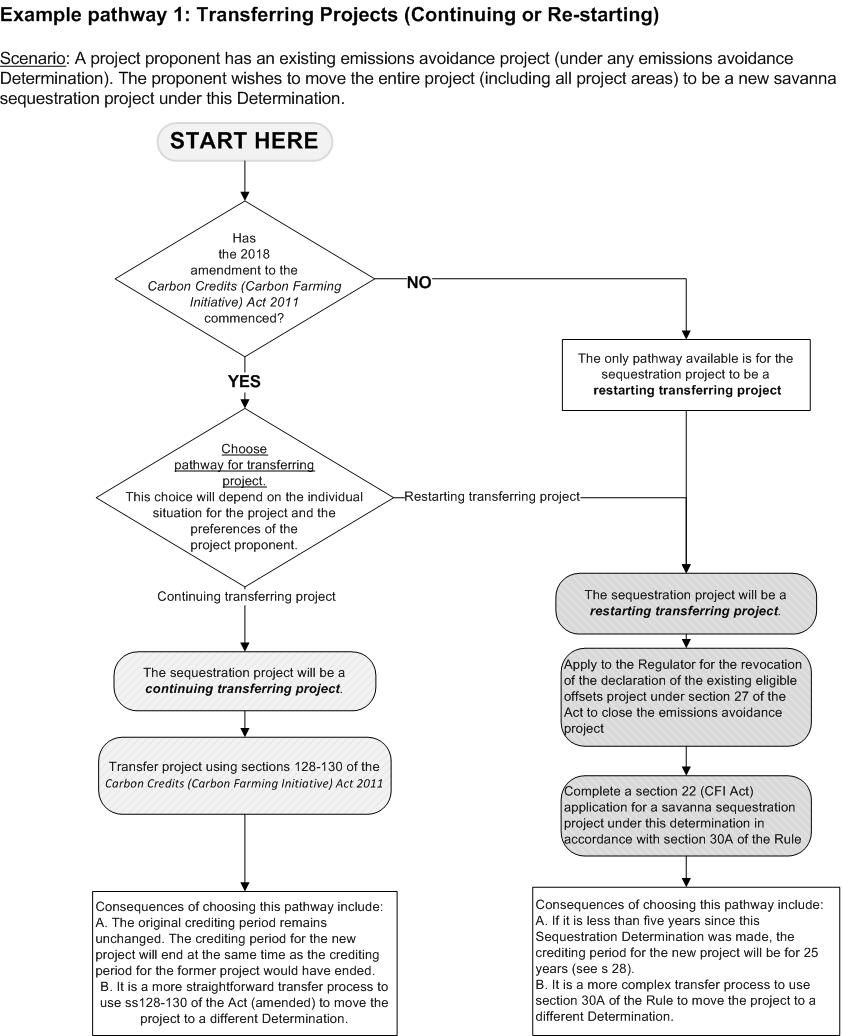 Example pathway 1: Transferring Projects (Continuing or Re-starting)
Scenario: A project proponent has an existing emissions avoidance project (under any emissions avoidance
Determination). The proponent wishes to move the entire project (including all project areas) to be a new savanna
sequestration project under this Determination.
START HERE
Has
the 2018
amendment to the
Carbon Credits (Carbon Farming
Initiative) Act 2011
commenced?
NO
The only pathway available is for the
sequestration project to be a
restarting transferring project
YES
Choose
pathway for transferring
project.
This choice will depend on the individual
situation for the project and the
preferences of the
project proponent.
Restarting transferring project
Continuing transferring project
The sequestration project will be a
restarting transferring project.
The sequestration project will be a
continuing transferring project.
Apply to the Regulator for the revocation
of the declaration of the existing eligible
offsets project under section 27 of the
Act to close the emissions avoidance
project
Transfer project using sections 128-130 of the
Carbon Credits (Carbon Farming Initiative) Act 2011
Complete a section 22 (CFI Act)
application for a savanna sequestration
project under this determination in
accordance with section 30A of the Rule
Consequences of choosing this pathway include:
A. The original crediting period remains
unchanged. The crediting period for the new
project will end at the same time as the crediting
period for the former project would have ended.
B. It is a more straightforward transfer process to
use ss128-130 of the Act (amended) to move the
project to a different Determination.
Consequences of choosing this pathway include:
A. If it is less than five years since this
Sequestration Determination was made, the
crediting period for the new project will be for 25
years (see s 28).
B. It is a more complex transfer process to use
section 30A of the Rule to move the project to a
different Determination.